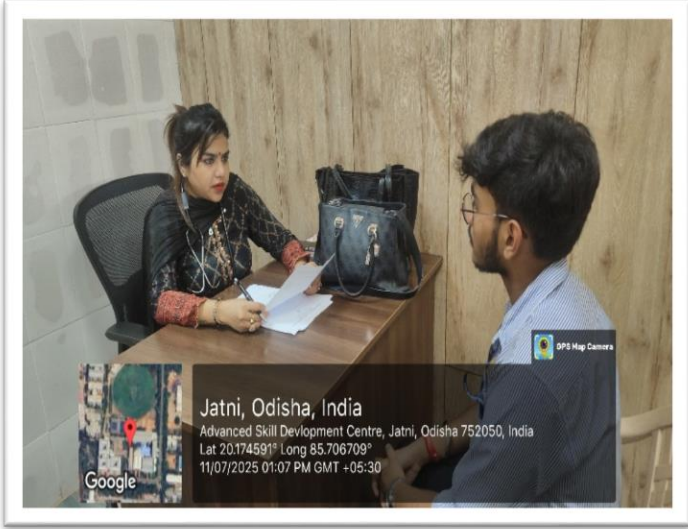 GPS Map Camera
Jatni, Odisha, India
Advanced Skill Devlopment Centre, Jatni, Odisha 752050, India
Lat 20.174591° Long 85.706709°
11/07/2025 01:07 PM GMT +05:30
Google